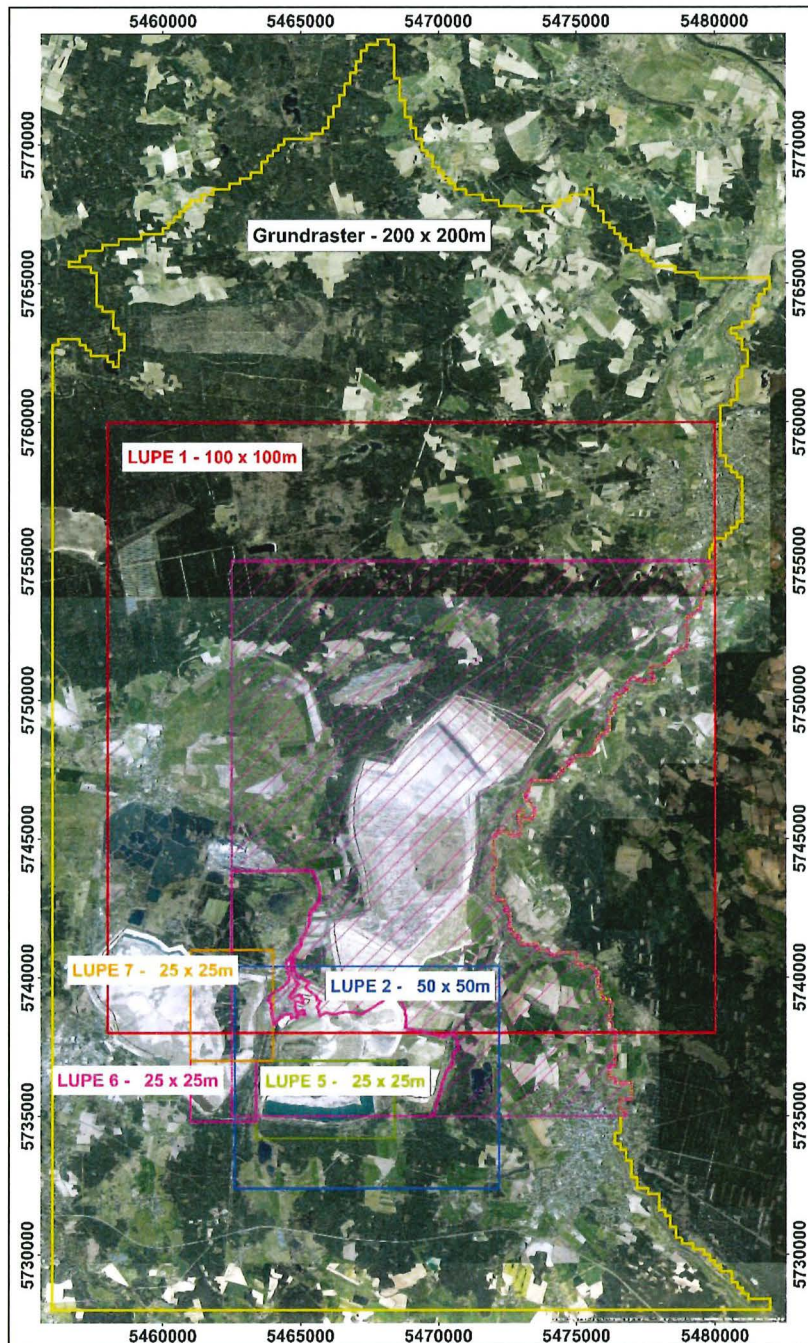 5460000 5465000 5470000 5475000 5480000
5770000 5770000
Grundraster - 200 x 200m
5765000 5765000
5760000 5760000
LUPE 1 - 100 x 100m
5755000 5755000
5750000 5750000
5745000 5745000
5740000 5740000
LUPE 7 - 25 x 25m
LUPE 2 - 50 x 50m
LUPE 6 - 25 x 25m
LUPE 5 - 25 x 25m
5735000 5735000
5730000 5730000
5460000 5465000 5470000 5475000 5480000